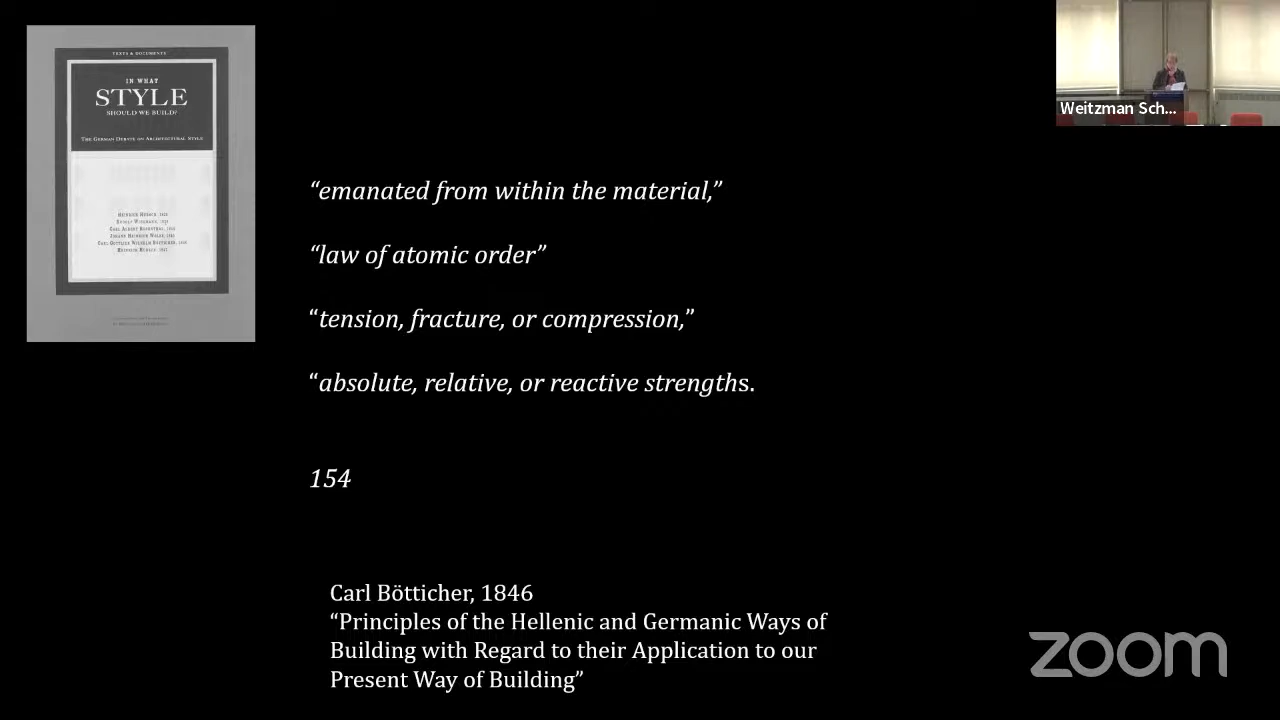 TEXTS & DOCUMENTS
IN WHAT
STYLE
SHOULD WE BUILD?
THE GERMAN DEBATE ON ARCHITECTURAL STYLE
Weitzman Sch...
“emanated from within the material,”
“law of atomic order”
“tension, fracture, or compression,”
“absolute, relative, or reactive strengths.
154
Carl Bötticher, 1846
“Principles of the Hellenic and Germanic Ways of
Building with Regard to their Application to our
Present Way of Building”
zoom